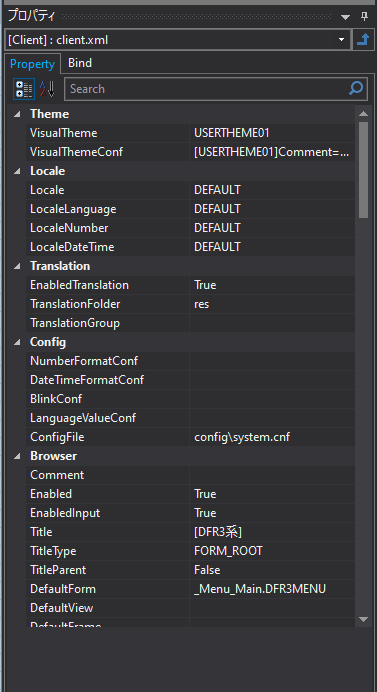 プロパティ
[Client] : client.xml
Property Bind
Search
Theme
VisualTheme USERTHEME01
VisualThemeConf [USERTHEME01]Comment=...
Locale
Locale DEFAULT
LocaleLanguage DEFAULT
LocaleNumber DEFAULT
LocaleDateTime DEFAULT
Translation
EnabledTranslation True
TranslationFolder res
TranslationGroup
Config
NumberFormatConf
DateTimeFormatConf
BlinkConf
LanguageValueConf
ConfigFile config\system.cnf
Browser
Comment
Enabled True
EnabledInput True
Title [DFR3系]
TitleType FORM_ROOT
TitleParent False
DefaultForm _Menu_Main.DFR3MENU
DefaultView
DefaultFrame